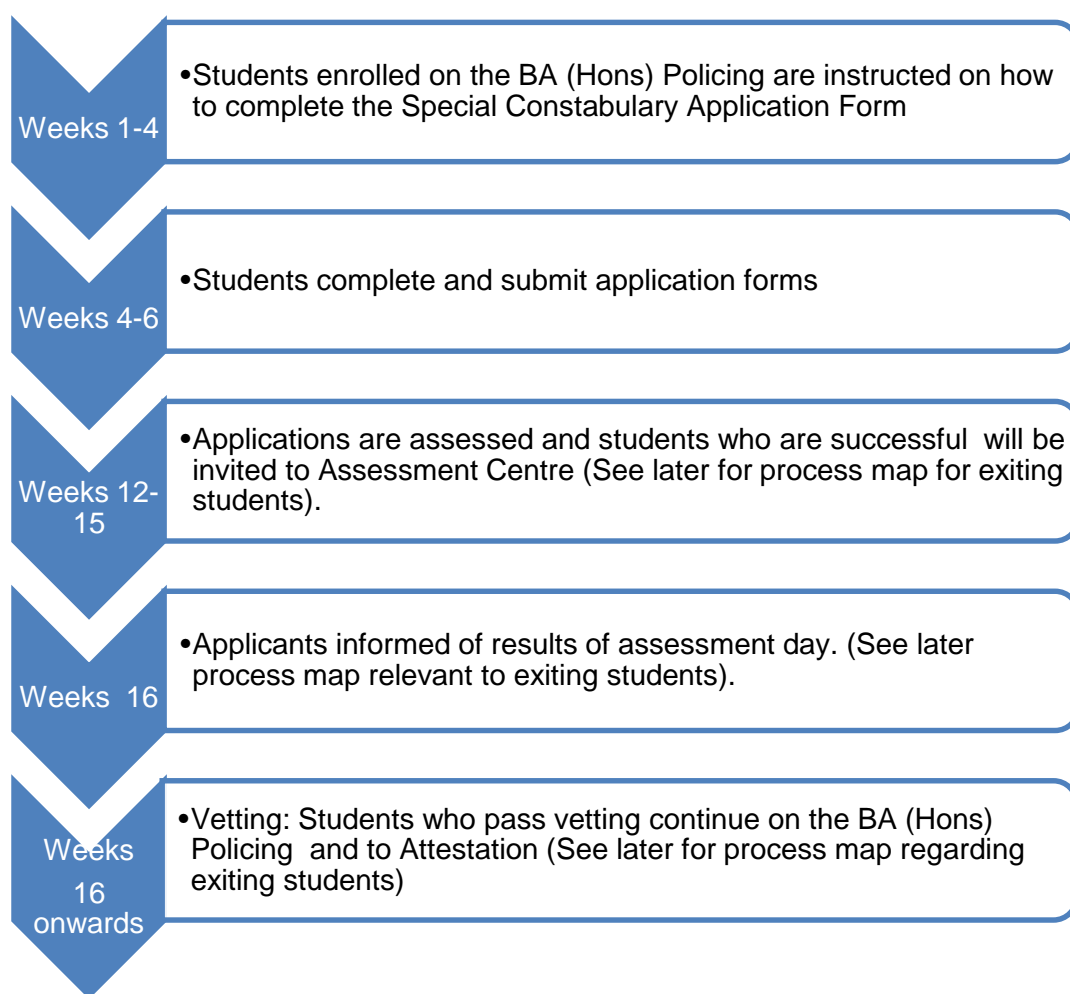 Weeks 1-4
•Students enrolled on the BA (Hons) Policing are instructed on how
to complete the Special Constabulary Application Form
Weeks 4-6
•Students complete and submit application forms
Weeks 12-
15
•Applications are assessed and students who are successful  will be
invited to Assessment Centre (See later for process map for exiting
students).
Weeks  16
•Applicants informed of results of assessment day. (See later
process map relevant to exiting students).
Weeks
16
onwards
•Vetting: Students who pass vetting continue on the BA (Hons)
Policing  and to Attestation (See later for process map regarding
exiting students)